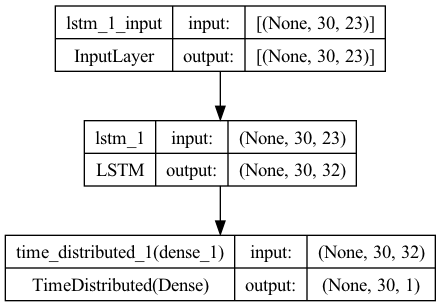 lstm_1_input input: [(None, 30, 23)]
InputLayer output: [(None, 30, 23)]
lstm_1 input: (None, 30, 23)
LSTM output: (None, 30, 32)
time_distributed_1(dense_1) input: (None, 30, 32)
TimeDistributed(Dense) output: (None, 30, 1)